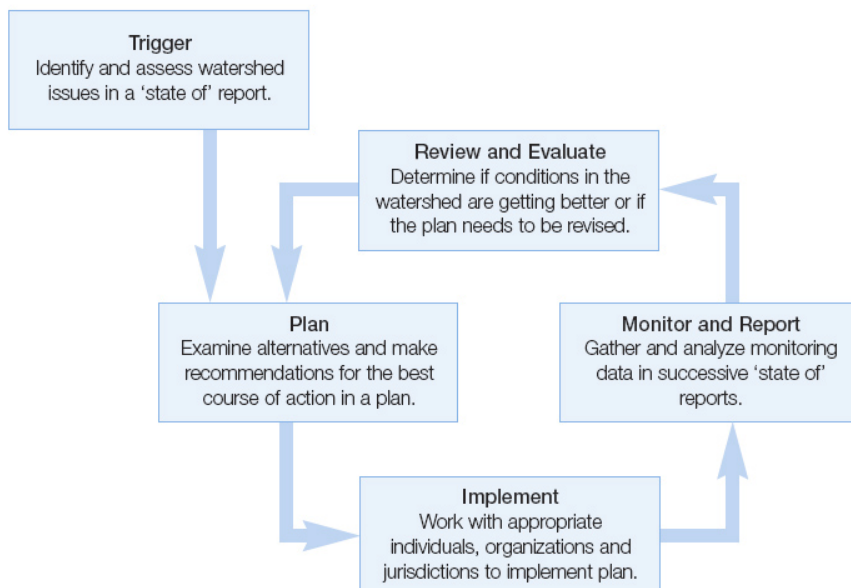 Trigger
Identify and assess watershed
issues in a ‘state of’ report.
Review and Evaluate
Determine if conditions in the
watershed are getting better or if
the plan needs to be revised.
Plan
Examine alternatives and make
recommendations for the best
course of action in a plan.
Monitor and Report
Gather and analyze monitoring
data in successive ‘state of’
reports.
Implement
Work with appropriate
individuals, organizations and
jurisdictions to implement plan.